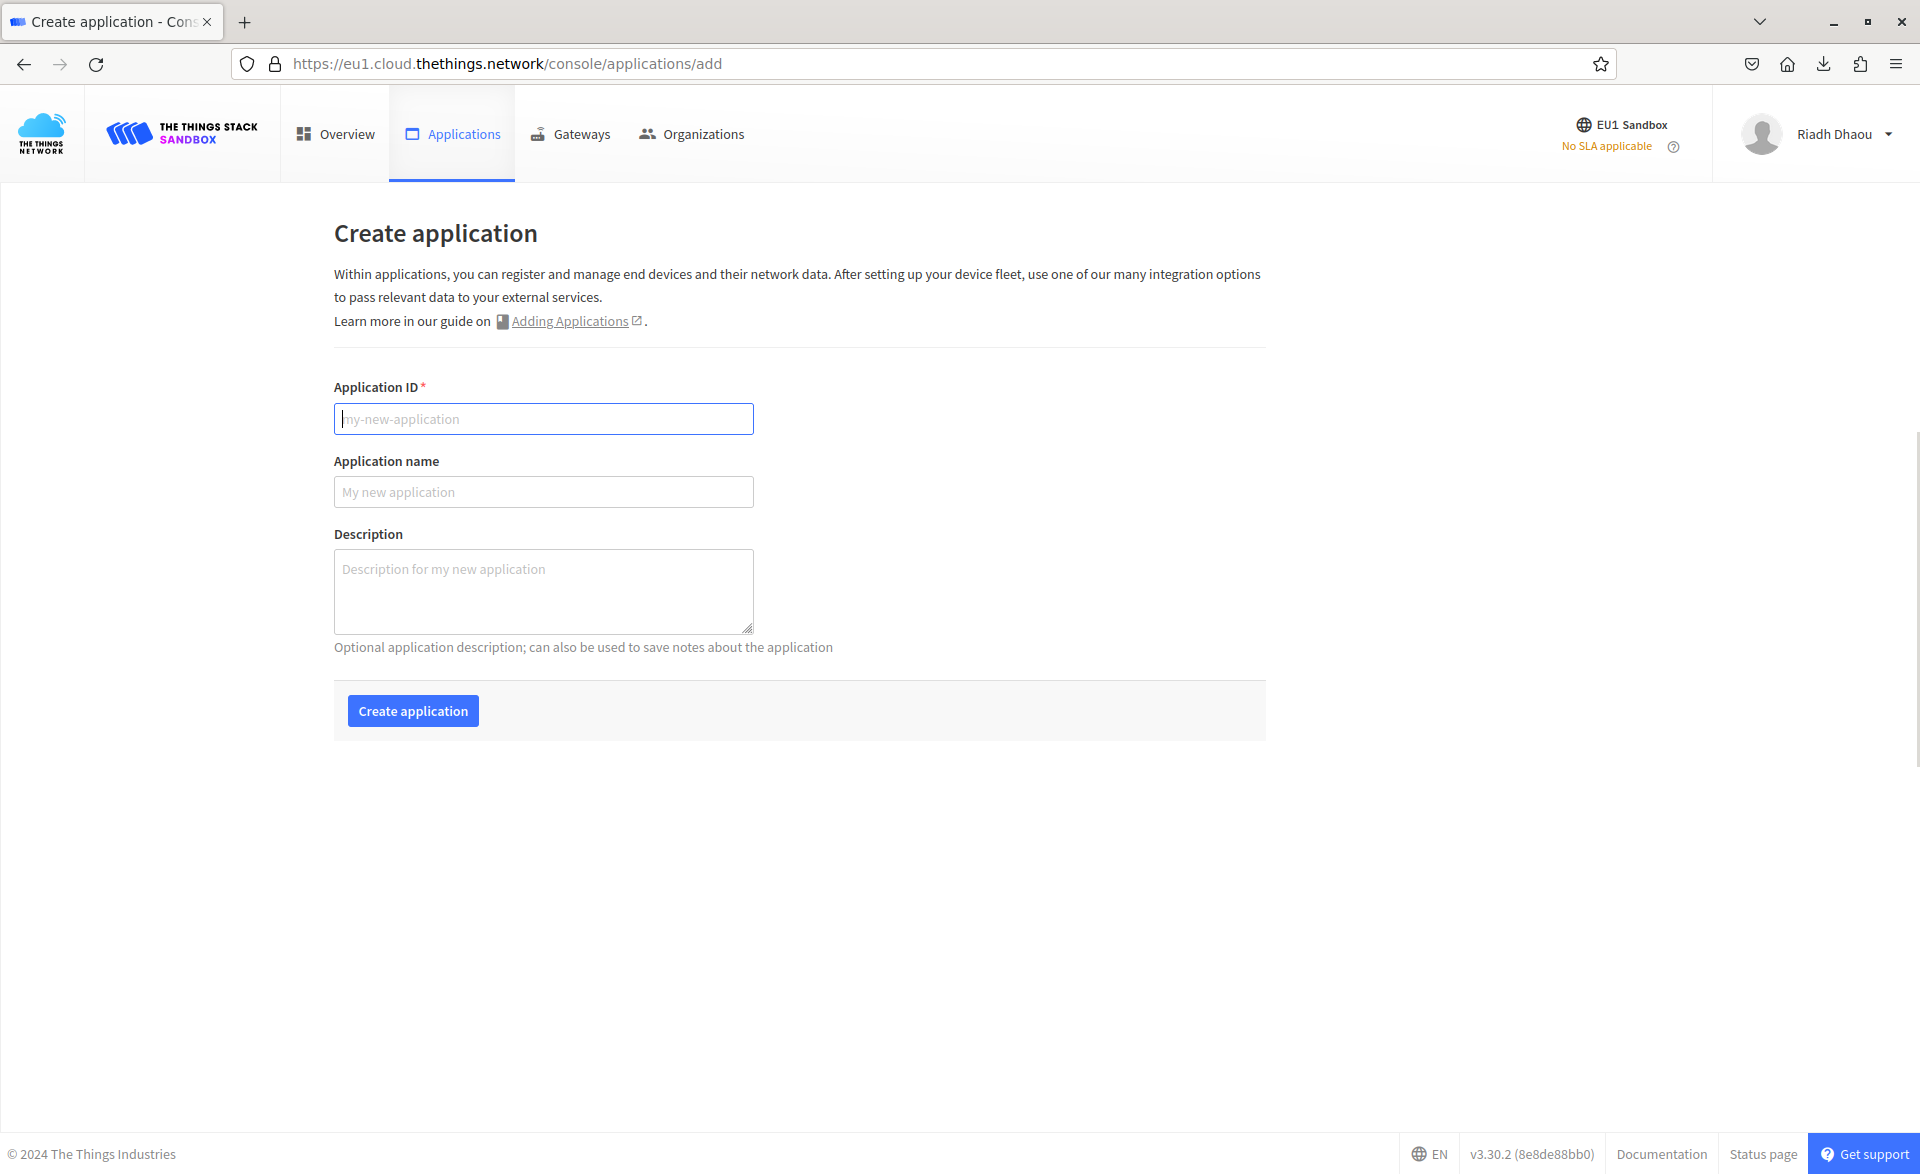 Create application - Cons
https://eu1.cloud.thethings.network/console/applications/add
THE THINGS
NETWORK
THE THINGS STACK
SANDBOX
Overview
Applications
Gateways
Organizations
EU1 Sandbox
No SLA applicable
Riadh Dhaou
Create application
Within applications, you can register and manage end devices and their network data. After setting up your device fleet, use one of our many integration options
to pass relevant data to your external services.
Learn more in our guide on Adding Applications .
Application ID *
my-new-application
Application name
My new application
Description
Description for my new application
Optional application description; can also be used to save notes about the application
Create application
© 2024 The Things Industries
EN
v3.30.2 (8e8de88bb0)
Documentation
Status page
Get support